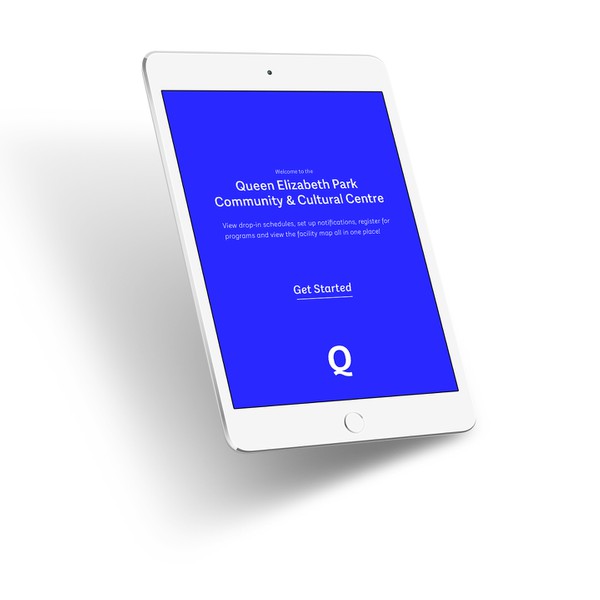 Welcome to the
Queen Elizabeth Park
Community & Cultural Centre
View drop-in schedules, set up notifications, register for
programs and view the facility map all in one place!
Get Started
Q